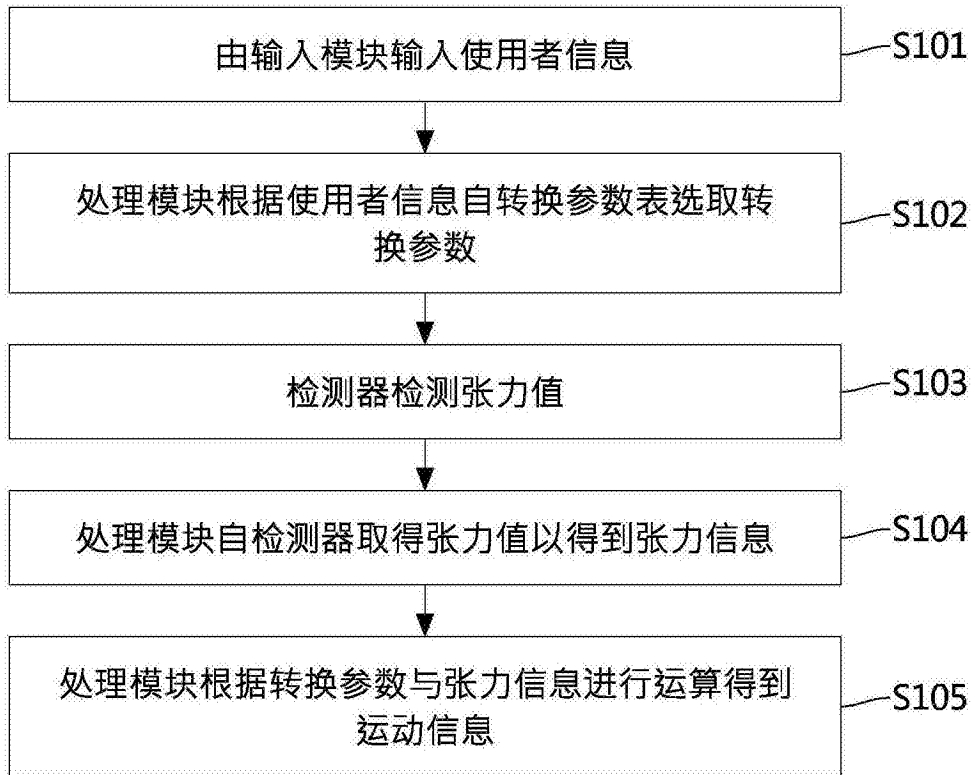 由输入模块输入使用者信息
S101
处理模块根据使用者信息自转换参数表选取转
换参数
S102
检测器检测张力值
S103
处理模块自检测器取得张力值以得到张力信息
S104
处理模块根据转换参数与张力信息进行运算得到
运动信息
S105